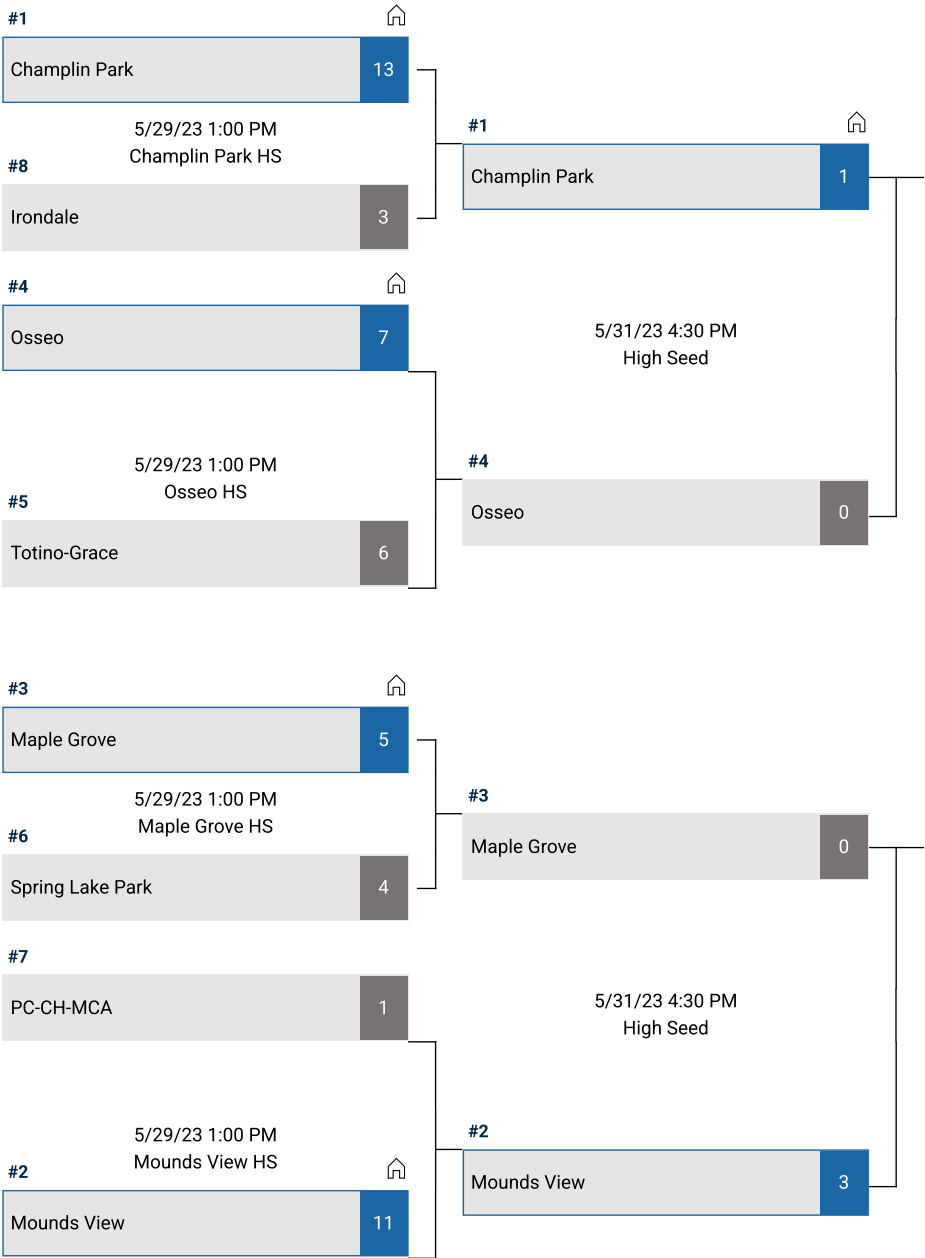 #1
Champlin Park 13
5/29/23 1:00 PM
Champlin Park HS
#8
Irondale 3
#4
Osseo 7
5/29/23 1:00 PM
Osseo HS
#5
Totino-Grace 6
#3
Maple Grove 5
5/29/23 1:00 PM
Maple Grove HS
#6
Spring Lake Park 4
#7
PC-CH-MCA 1
5/29/23 1:00 PM
Mounds View HS
#2
Mounds View 11
#1
Champlin Park 1
5/31/23 4:30 PM
High Seed
#4
Osseo 0
#3
Maple Grove 0
5/31/23 4:30 PM
High Seed
#2
Mounds View 3